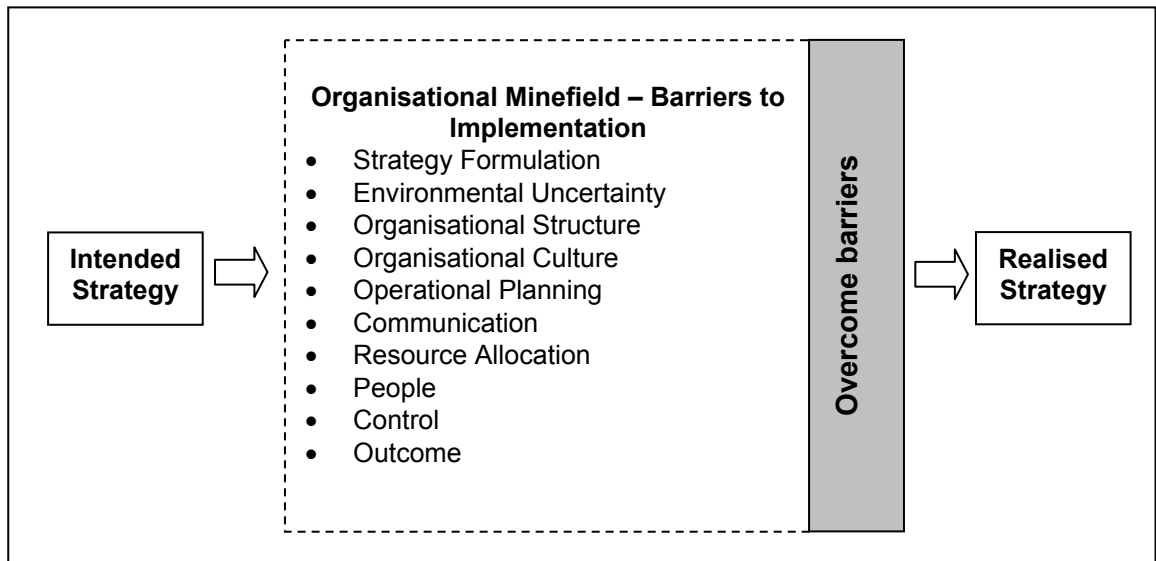 Organisational Minefield – Barriers to
Implementation
• Strategy Formulation
• Environmental Uncertainty
• Organisational Structure
• Organisational Culture
• Operational Planning
• Communication
• Resource Allocation
• People
• Control
• Outcome
Intended
Strategy
Overcome barriers
Realised
Strategy